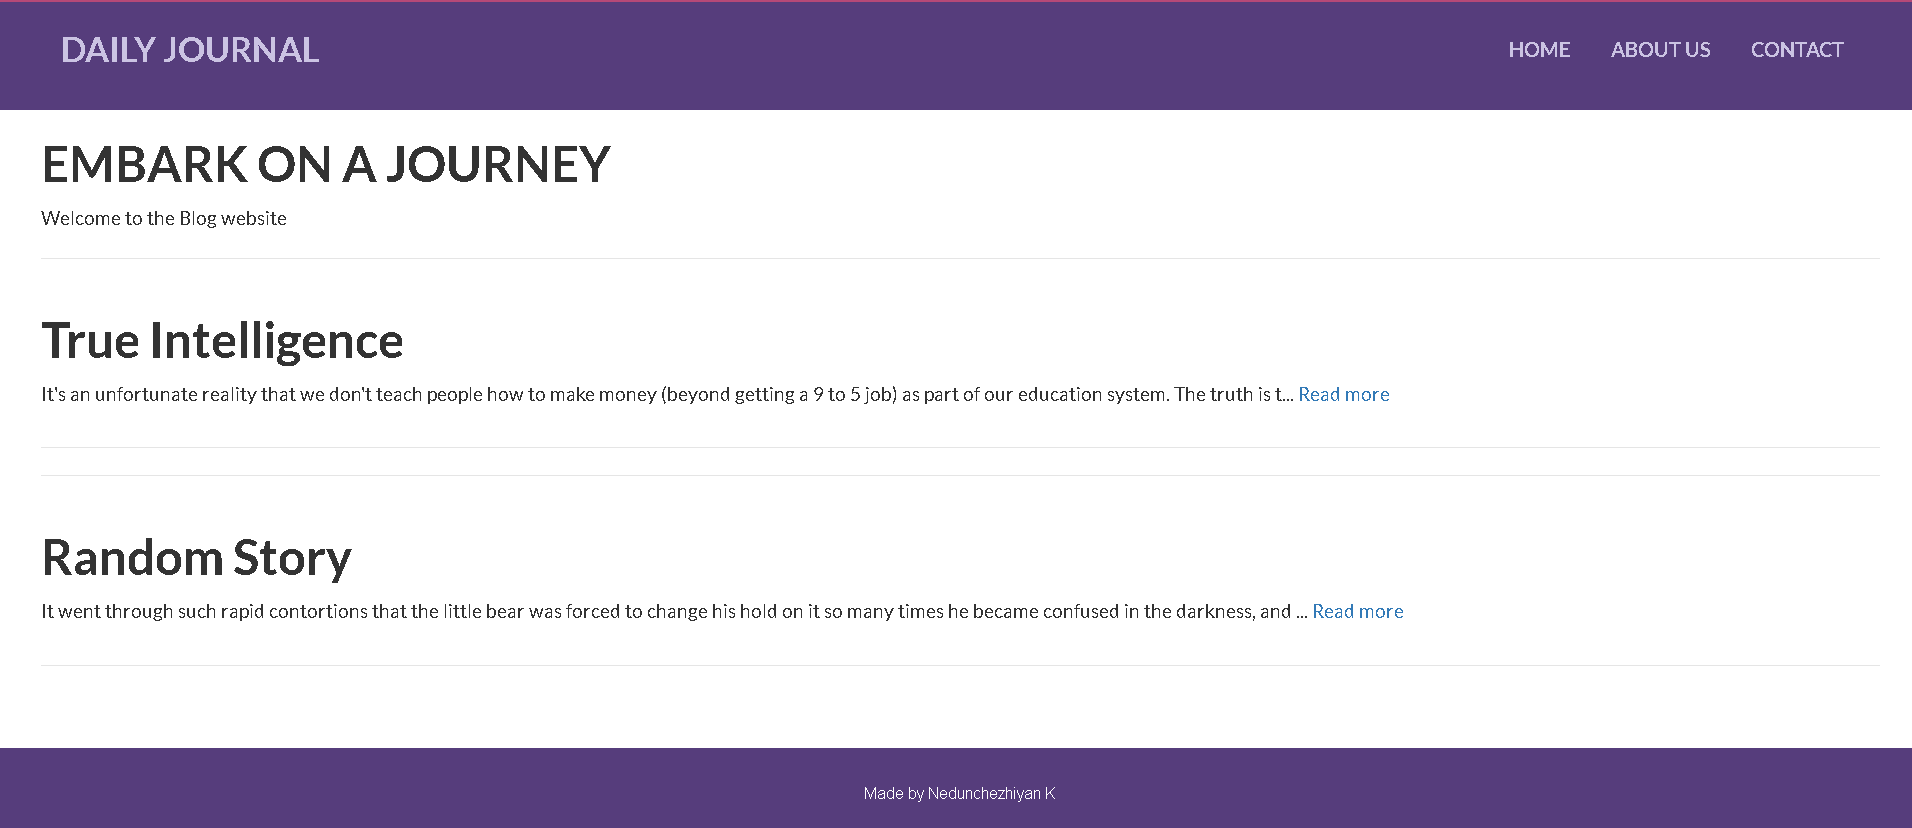 DAILY JOURNAL
HOME ABOUT US CONTACT
EMBARK ON A JOURNEY
Welcome to the Blog website
True Intelligence
It's an unfortunate reality that we don't teach people how to make money (beyond getting a 9 to 5 job) as part of our education system. The truth is t... Read more
Random Story
It went through such rapid contortions that the little bear was forced to change his hold on it so many times he became confused in the darkness, and ... Read more
Made by Nedunchezhiyan K